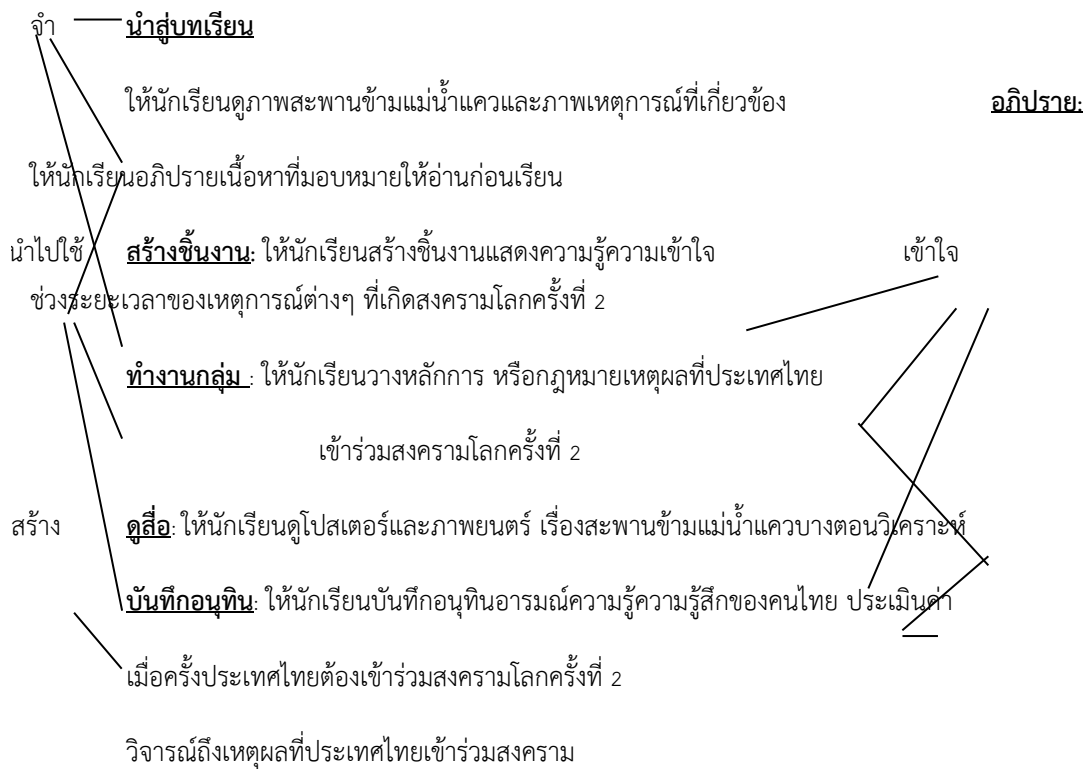 จำ นำสู่บทเรียน
ให้นักเรียนดูภาพสะพานข้ามแม่น้ำแควและภาพเหตุการณ์ที่เกี่ยวข้อง อภิปราย:
ให้นักเรียนอภิปรายเนื้อหาที่มอบหมายให้อ่านก่อนเรียน
นำไปใช้ สร้างชิ้นงาน: ให้นักเรียนสร้างชิ้นงานแสดงความรู้ความเข้าใจ เข้าใจ
ช่วงระยะเวลาของเหตุการณ์ต่างๆ ที่เกิดสงครามโลกครั้งที่ 2
ทำงานกลุ่ม : ให้นักเรียนวางหลักการ หรือกฎหมายเหตุผลที่ประเทศไทย
เข้าร่วมสงครามโลกครั้งที่ 2
สร้าง ดูสื่อ: ให้นักเรียนดูโปสเตอร์และภาพยนตร์ เรื่องสะพานข้ามแม่น้ำแควบางตอนวิเคราะห์
บันทึกอนุทิน: ให้นักเรียนบันทึกอนุทินอารมณ์ความรู้ความรู้สึกของคนไทย ประเมินค่า
เมื่อครั้งประเทศไทยต้องเข้าร่วมสงครามโลกครั้งที่ 2
วิจารณ์ถึงเหตุผลที่ประเทศไทยเข้าร่วมสงคราม